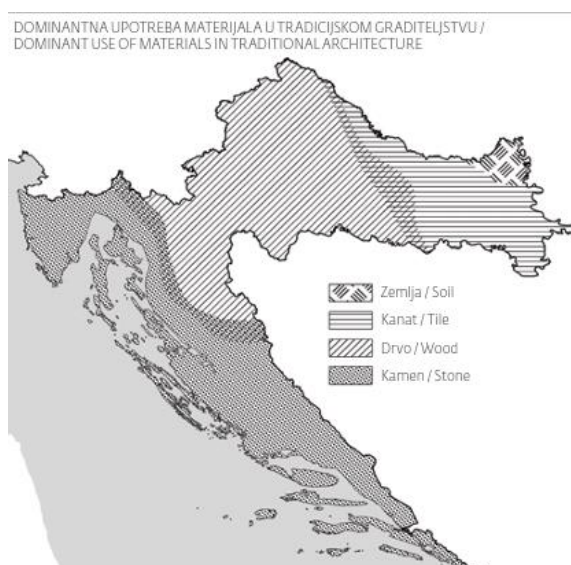 DOMINANTNA UPOTREBA MATERIJALA U TRADICIJSKOM GRADITELJSTVU /
DOMINANT USE OF MATERIALS IN TRADITIONAL ARCHITECTURE
Zemlja / Soil
Kanat / Tile
Drvo / Wood
Kamen / Stone